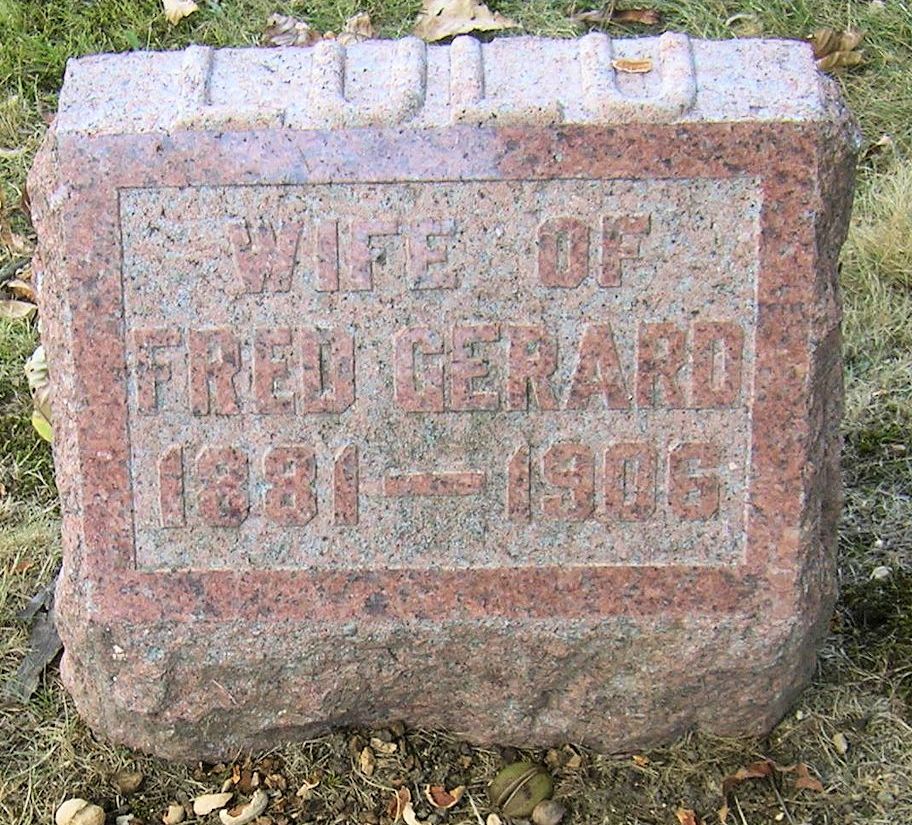 LULU
WIFE OF
FRED GERARD
1881—1906